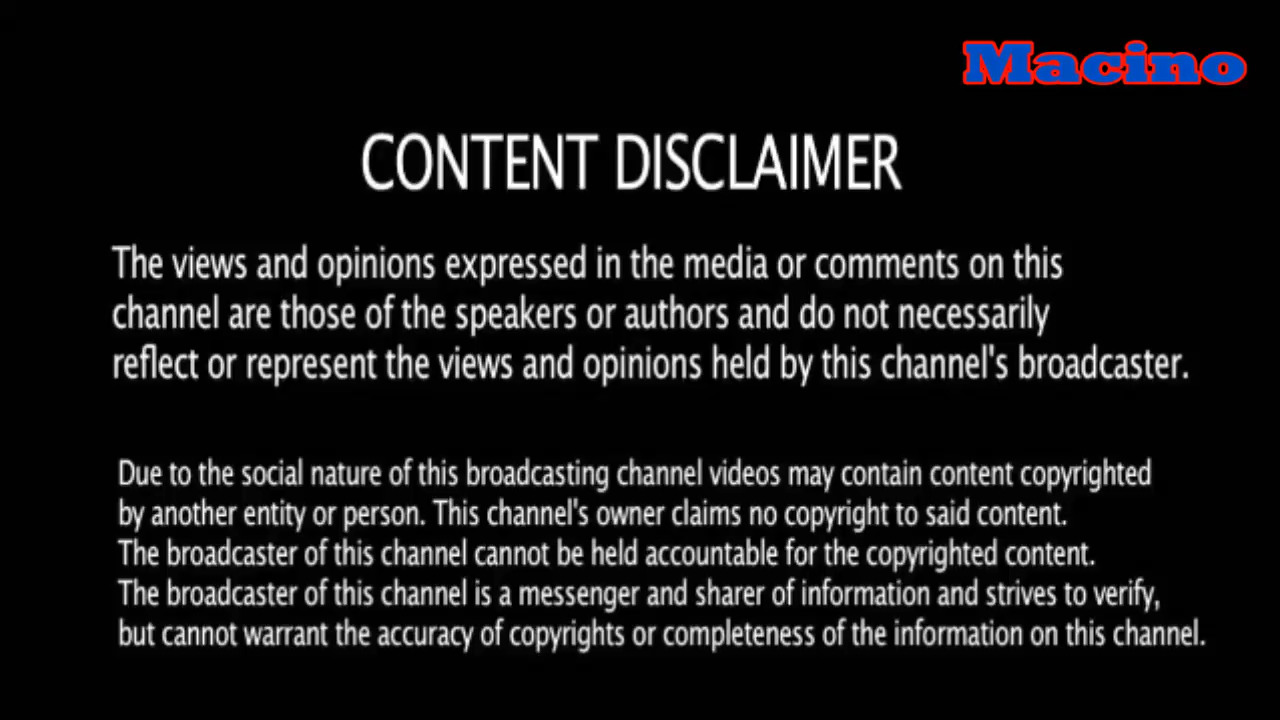 Macino
CONTENT DISCLAIMER
The views and opinions expressed in the media or comments on this
channel are those of the speakers or authors and do not necessarily
reflect or represent the views and opinions held by this channel's broadcaster.
Due to the social nature of this broadcasting channel videos may contain content copyrighted
by another entity or person. This channel's owner claims no copyright to said content.
The broadcaster of this channel cannot be held accountable for the copyrighted content.
The broadcaster of this channel is a messenger and sharer of information and strives to verify,
but cannot warrant the accuracy of copyrights or completeness of the information on this channel.